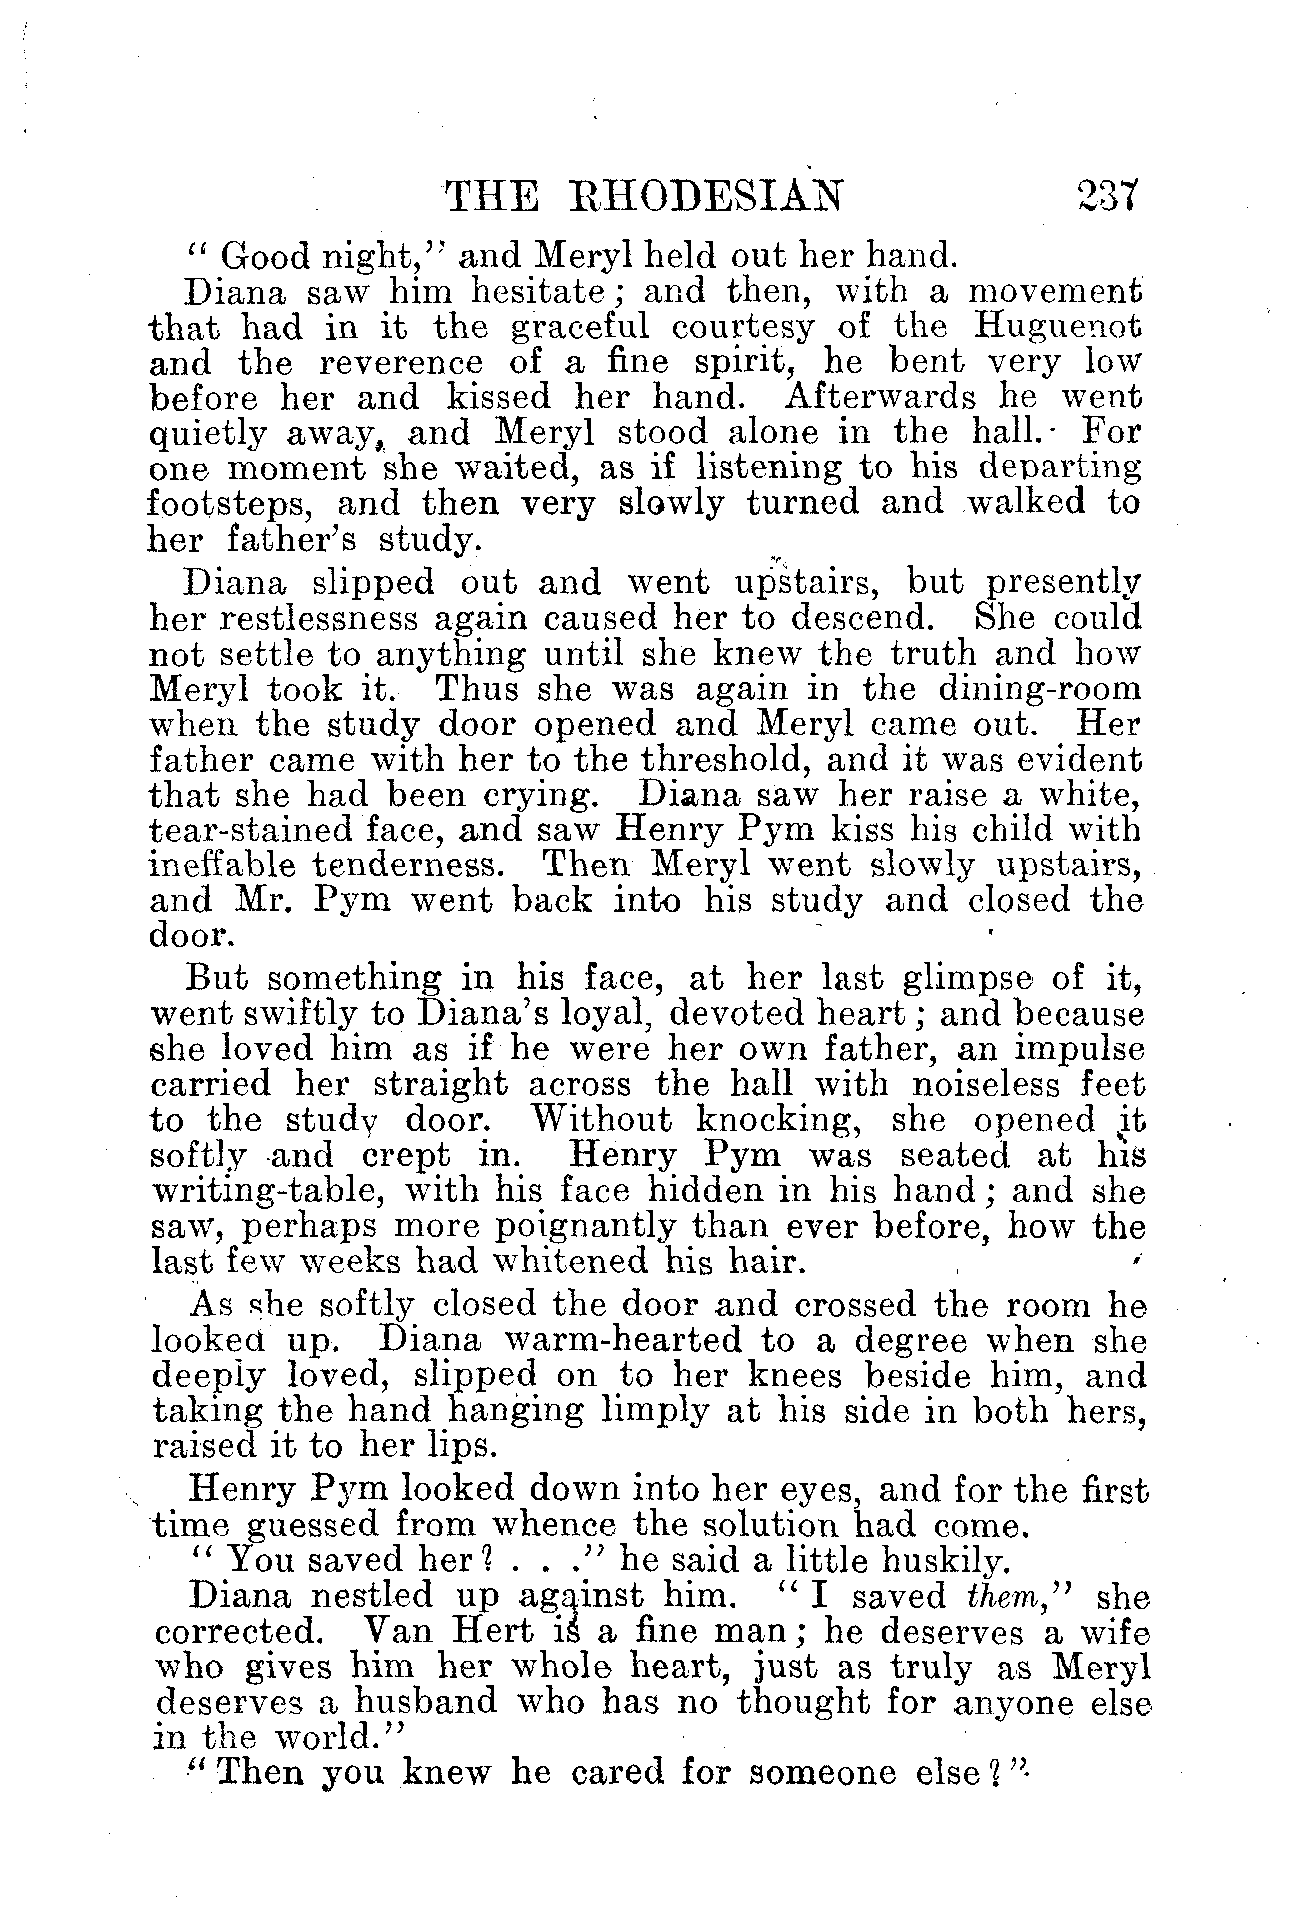 THE RHODESIAN 237
“ Good night,” and Meryl held out her hand.
Diana saw him hesitate ; and then, with a movement
that had in it the graceful courtesy of the Huguenot
and the reverence of a fine spirit, he bent very low
before her and kissed her hand. Afterwards he went
quietly away, and Meryl stood alone in the hall. For
one moment she waited, as if listening to his departing
footsteps, and then very slowly turned and walked to
her father’s study.
Diana slipped out and went upstairs, but presently
her restlessness again caused her to descend. She could
not settle to anything until she knew the truth and how
Meryl took it. Thus she was again in the dining-room
when the study door opened and Meryl came out. Her
father came with her to the threshold, and it was evident
that she had been crying. Diana saw her raise a white,
tear-stained face, and saw Henry Pym kiss his child with
ineffable tenderness. Then Meryl went slowly upstairs,
and Mr. Pym went back into his study and closed the
door.
But something in his face, at her last glimpse of it,
went swiftly to Diana’s loyal, devoted heart ; and because
she loved him as if he were her own father, an impulse
carried her straight across the hall with noiseless feet
to the study door. Without knocking, she opened it
softly and crept in. Henry Pym was seated at his
writing-table, with his face hidden in his hand ; and she
saw, perhaps more poignantly than ever before, how the
last few weeks had whitened his hair.
As she softly closed the door and crossed the room he
looked up. Diana warm-hearted to a degree when she
deeply loved, slipped on to her knees beside him, and
taking the hand hanging limply at his side in both hers,
raised it to her lips.
Henry Pym looked down into her eyes, and for the first
time guessed from whence the solution had come.
“ You saved her ? . . .” he said a little huskily.
Diana nestled up against him. “ I saved them,” she
corrected. Van Hert is a fine man ; he deserves a wife
who gives him her whole heart, just as truly as Meryl
deserves a husband who has no thought for anyone else
in the world.”
“ Then you knew he cared for someone else ? ”